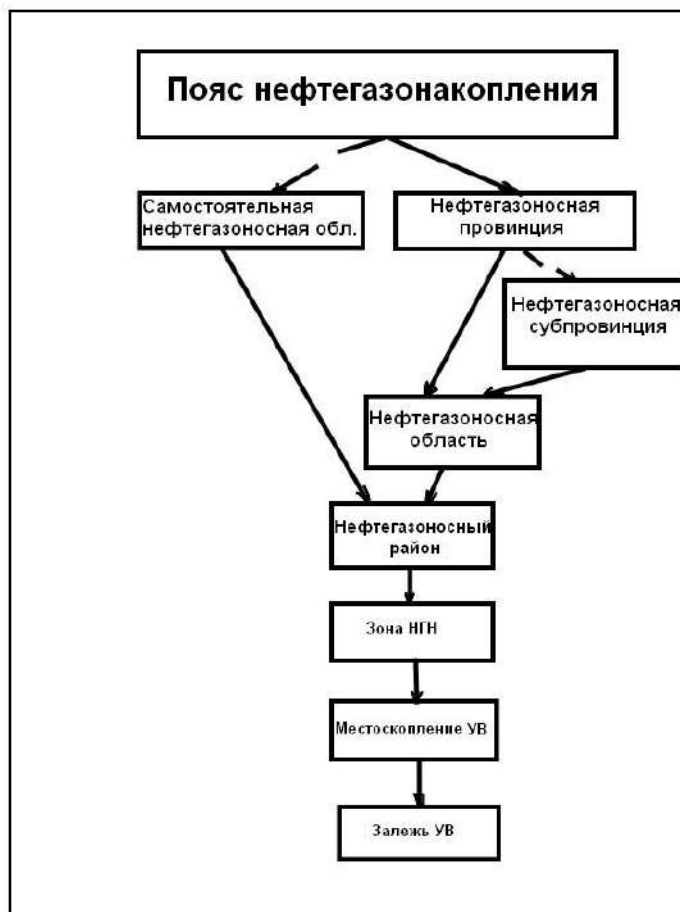 Пояс нефтегазонакопления
Самостоятельная
нефтегазоносная обл.
Нефтегазоносная
провинция
Нефтегазоносная
субпровинция
Нефтегазоносная
область
Нефтегазоносный
район
Зона НГН
Местоскопление УВ
Залежь УВ